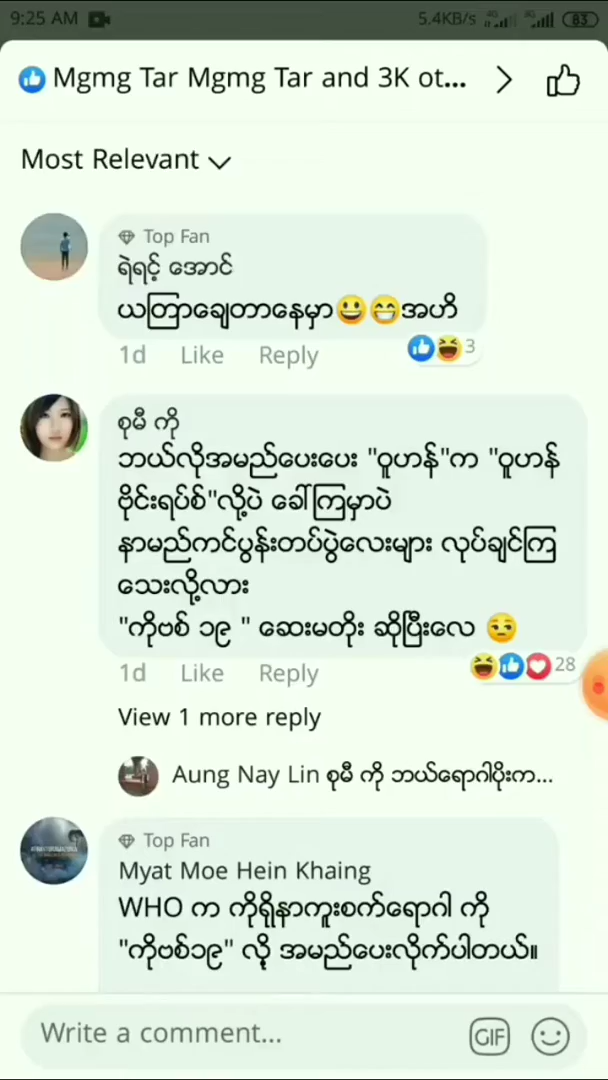 9:25 AM
5.4KB/s 4G 4G 83
Mgmg Tar Mgmg Tar and 3K ot...
Most Relevant
Top Fan
ရဲရင့် အောင်
ယတြာချေတာနေမှာ😃😁အဟိ
1d Like Reply 3
စုမီ ကို
ဘယ်လိုအမည်ပေးပေး "ဝူဟန်"က "ဝူဟန်
ဗိုင်းရပ်စ်"လို့ပဲ ခေါ်ကြမှာပဲ
နာမည်ကင်ပွန်းတပ်ပွဲလေးများ လုပ်ချင်ကြ
သေးလို့လား
"ကိုဗစ် ၁၉ " ဆေးမတိုး ဆိုပြီးလေ 😒
1d Like Reply 28
View 1 more reply
Aung Nay Lin စုမီ ကို ဘယ်ရောဂါပိုးက...
Top Fan
Myat Moe Hein Khaing
WHO က ကိုရိုနာကူးစက်ရောဂါ ကို
"ကိုဗစ်၁၉" လို့ အမည်ပေးလိုက်ပါတယ်။
Write a comment...
GIF